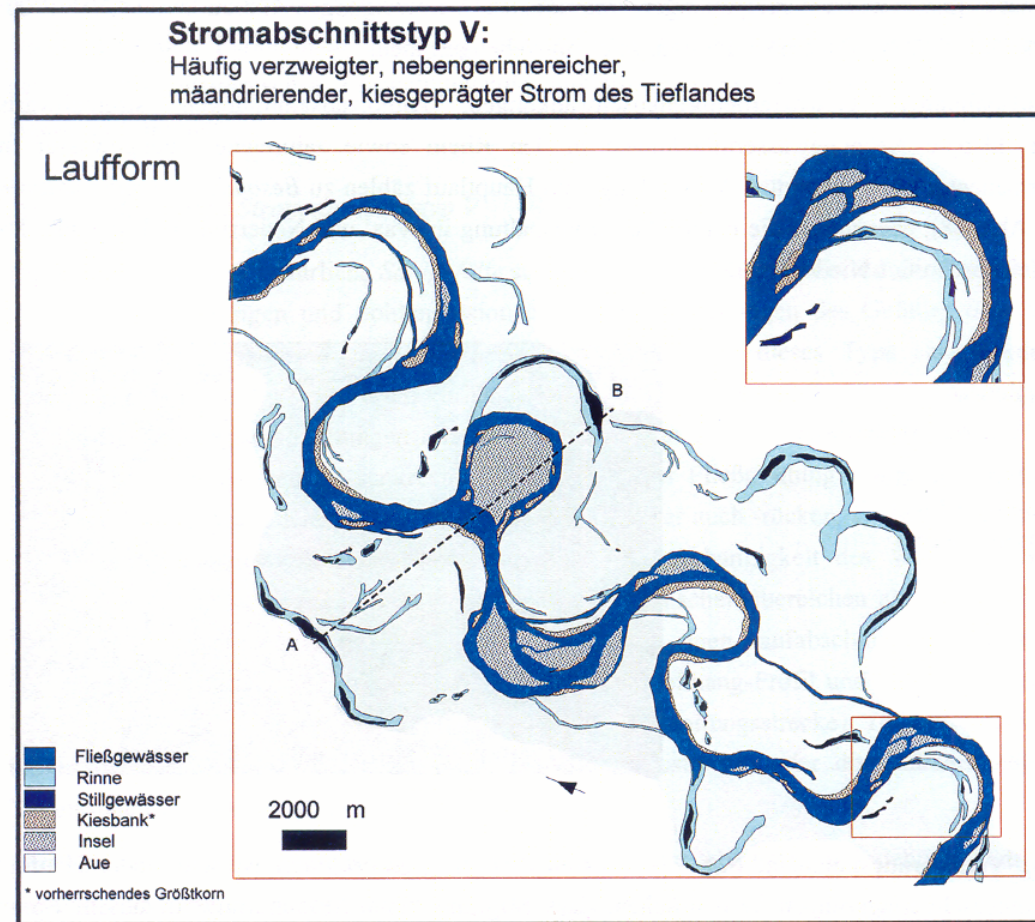 Stromabschnittstyp V:
Häufig verzweigter, nebengerinnereicher,
mäandrierender, kiesgeprägter Strom des Tieflandes
Laufform
B
A
Fließgewässer
Rinne
Stillgewässer
Kiesbank*
Insel
Aue
2000 m
* vorherrschendes Größtkorn